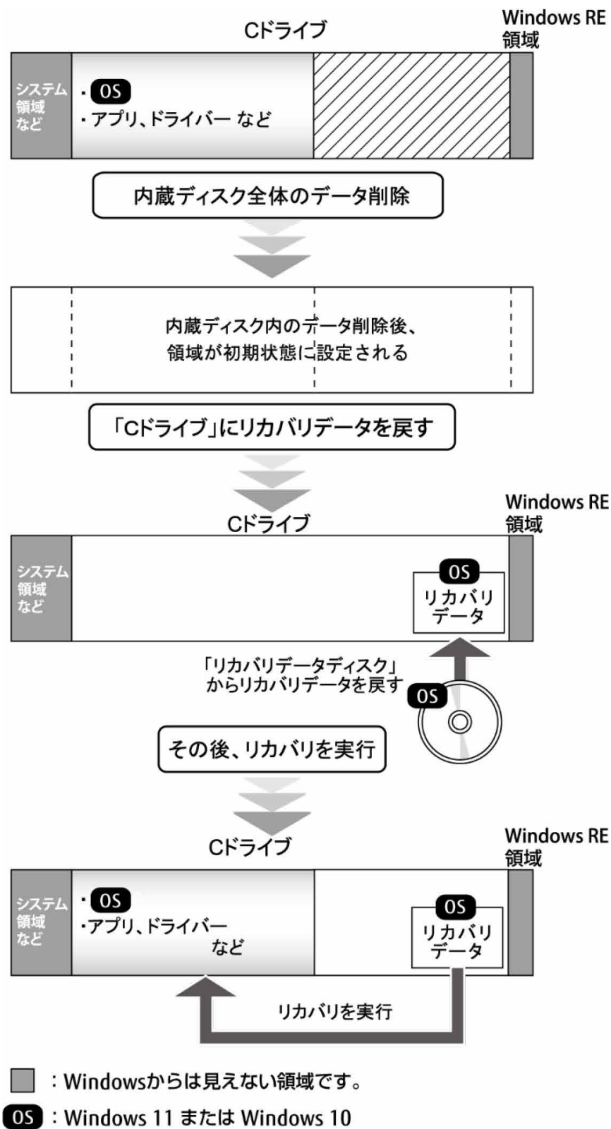 Cドライブ
Windows RE
領域
システム
領域
など
・OS
・アプリ、ドライバー など
内蔵ディスク全体のデータ削除
内蔵ディスク内のデータ削除後、
領域が初期状態に設定される
「Cドライブ」にリカバリデータを戻す
Cドライブ
Windows RE
領域
システム
領域
など
OS
リカバリ
データ
「リカバリデータディスク」
からリカバリデータを戻す
OS
その後、リカバリを実行
Cドライブ
Windows RE
領域
システム
領域
など
・OS
・アプリ、ドライバー
など
OS
リカバリ
データ
リカバリを実行
：Windowsからは見えない領域です。
OS：Windows 11 または Windows 10